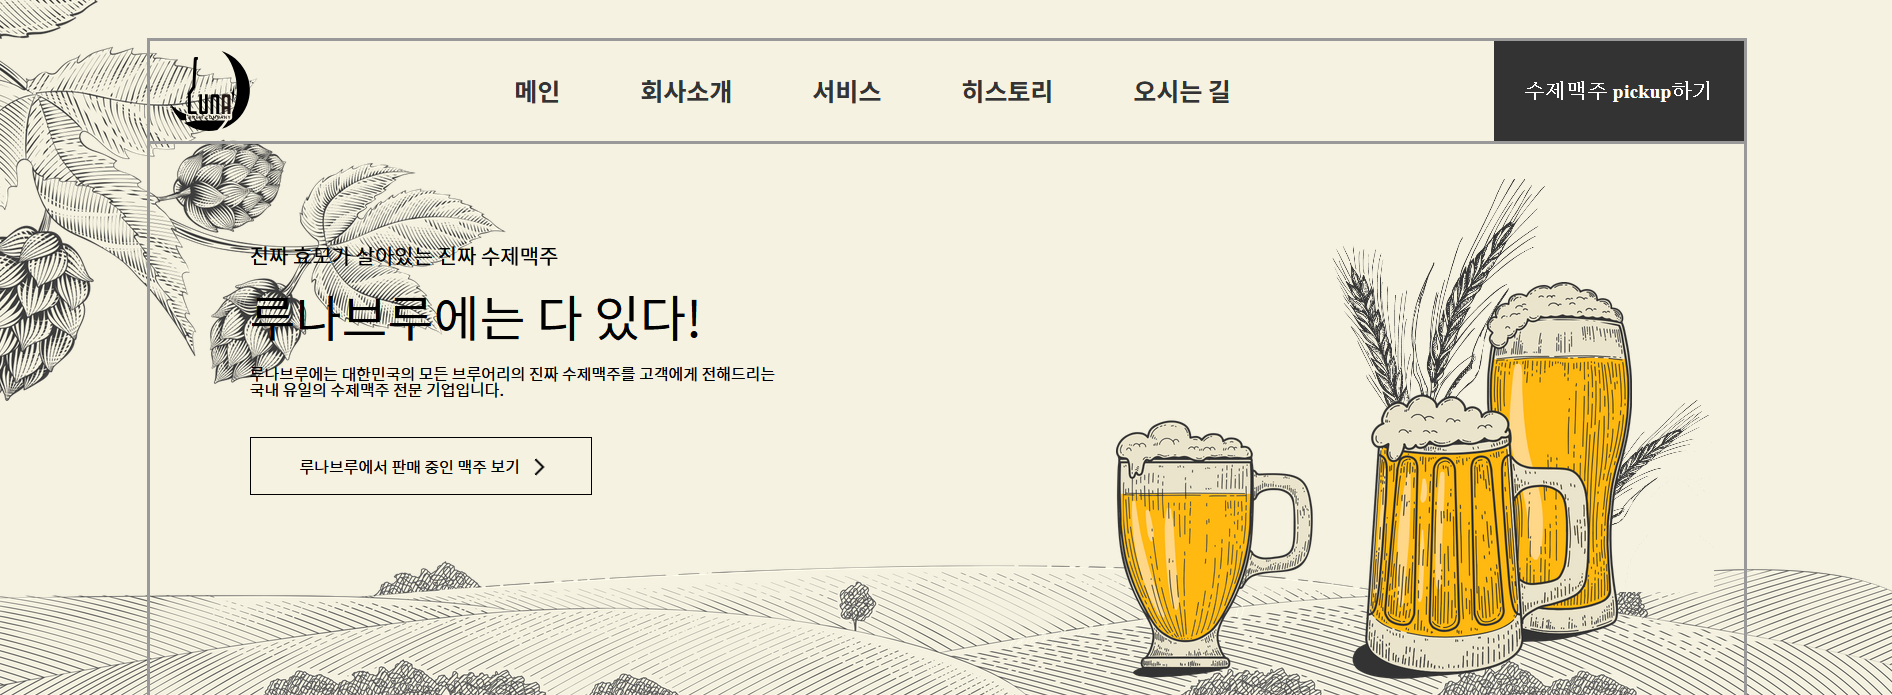 LUNA
메인
회사소개
서비스
히스토리
오시는 길
수제맥주 pickup하기
진짜 효모가 살아있는 진짜 수제맥주
루나브루에는 다 있다!
루나브루에는 대한민국의 모든 브루어리의 진짜 수제맥주를 고객에게 전해드리는
국내 유일의 수제맥주 전문 기업입니다.
루나브루에서 판매 중인 맥주 보기